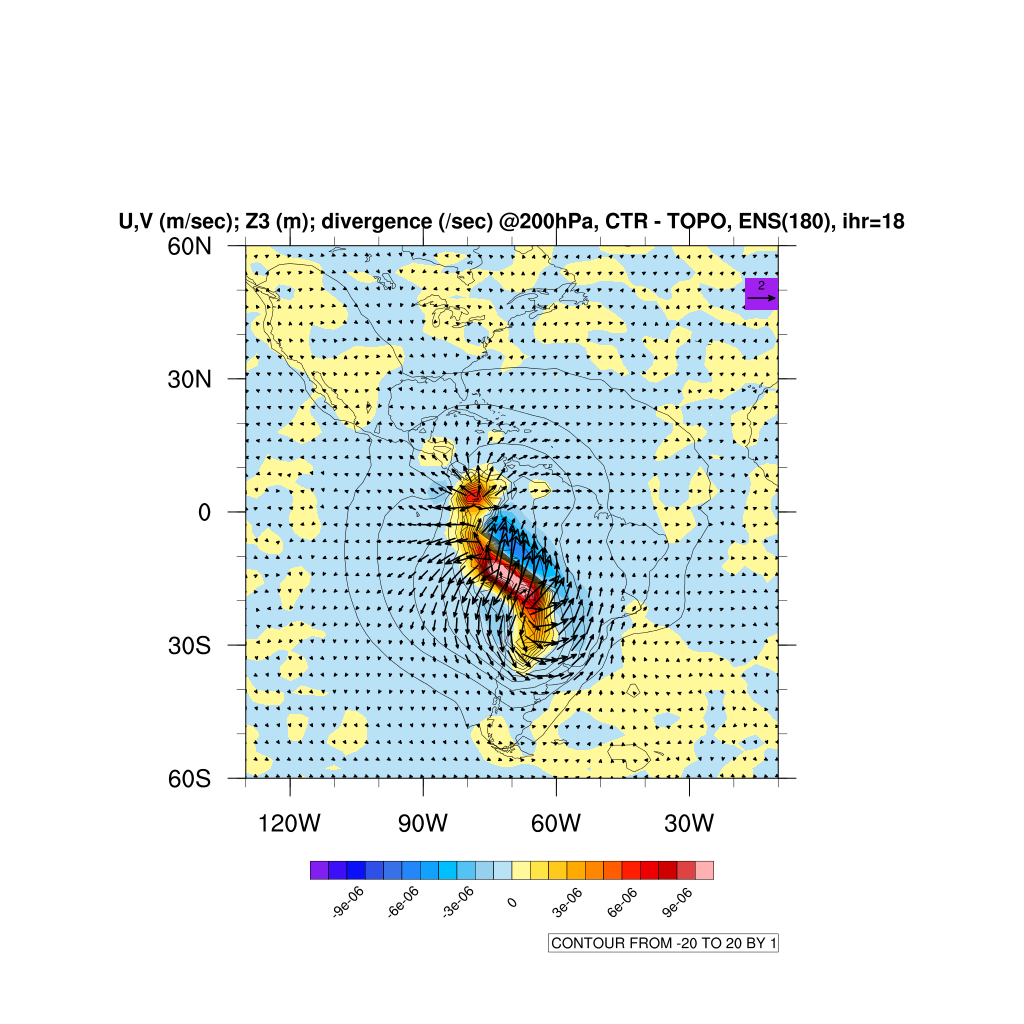 U,V (m/sec); Z3 (m); divergence (/sec) @200hPa, CTR - TOPO, ENS(180), ihr=18
60N
2
30N
0
30S
60S
120W 90W 60W 30W
-9e-06 -6e-06 -3e-06 0 3e-06 6e-06 9e-06
CONTOUR FROM -20 TO 20 BY 1